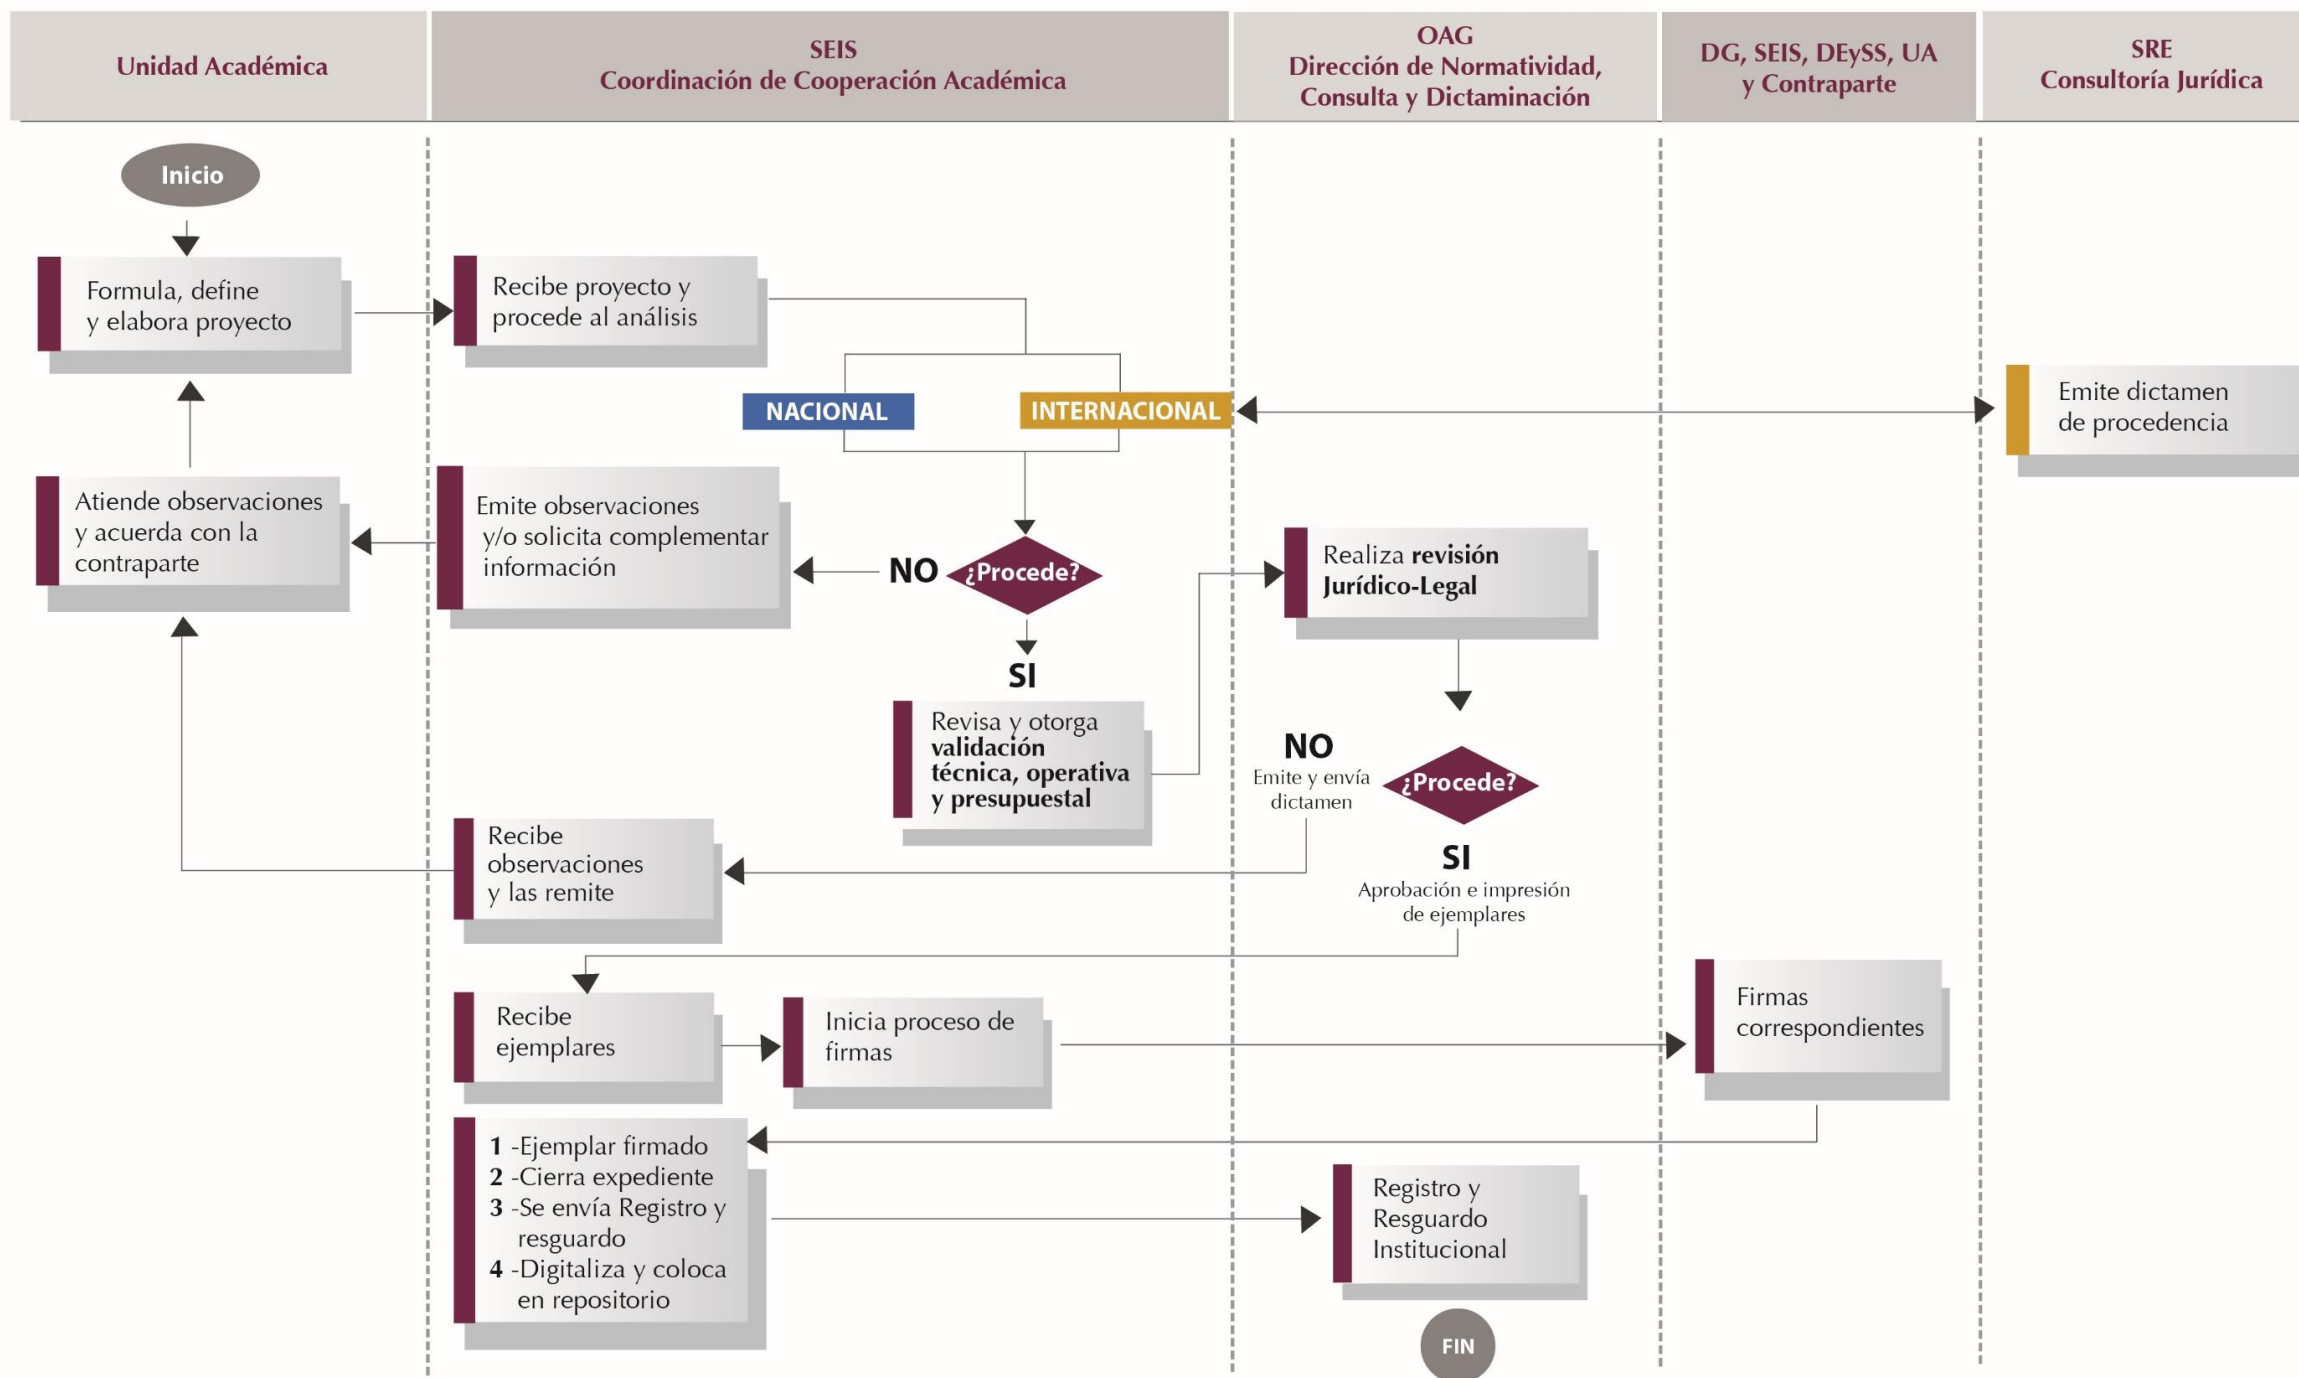 Unidad Académica
SEIS
Coordinación de Cooperación Académica
OAG
Dirección de Normatividad,
Consulta y Dictaminación
DG, SEIS, DEySS, UA
y Contraparte
SRE
Consultoría Jurídica
Inicio
Formula, define
y elabora proyecto
Recibe proyecto y
procede al análisis
NACIONAL
INTERNACIONAL
Emite dictamen
de procedencia
Atiende observaciones
y acuerda con la
contraparte
Emite observaciones
y/o solicita complementar
información
NO
¿Procede?
SI
Realiza revisión
Jurídico-Legal
Revisa y otorga
validación
técnica, operativa
y presupuestal
NO
Emite y envía
dictamen
¿Procede?
SI
Aprobación e impresión
de ejemplares
Recibe
observaciones
y las remite
Recibe
ejemplares
Inicia proceso de
firmas
Firmas
correspondientes
1 -Ejemplar firmado
2 -Cierra expediente
3 -Se envía Registro y
resguardo
4 -Digitaliza y coloca
en repositorio
Registro y
Resguardo
Institucional
FIN